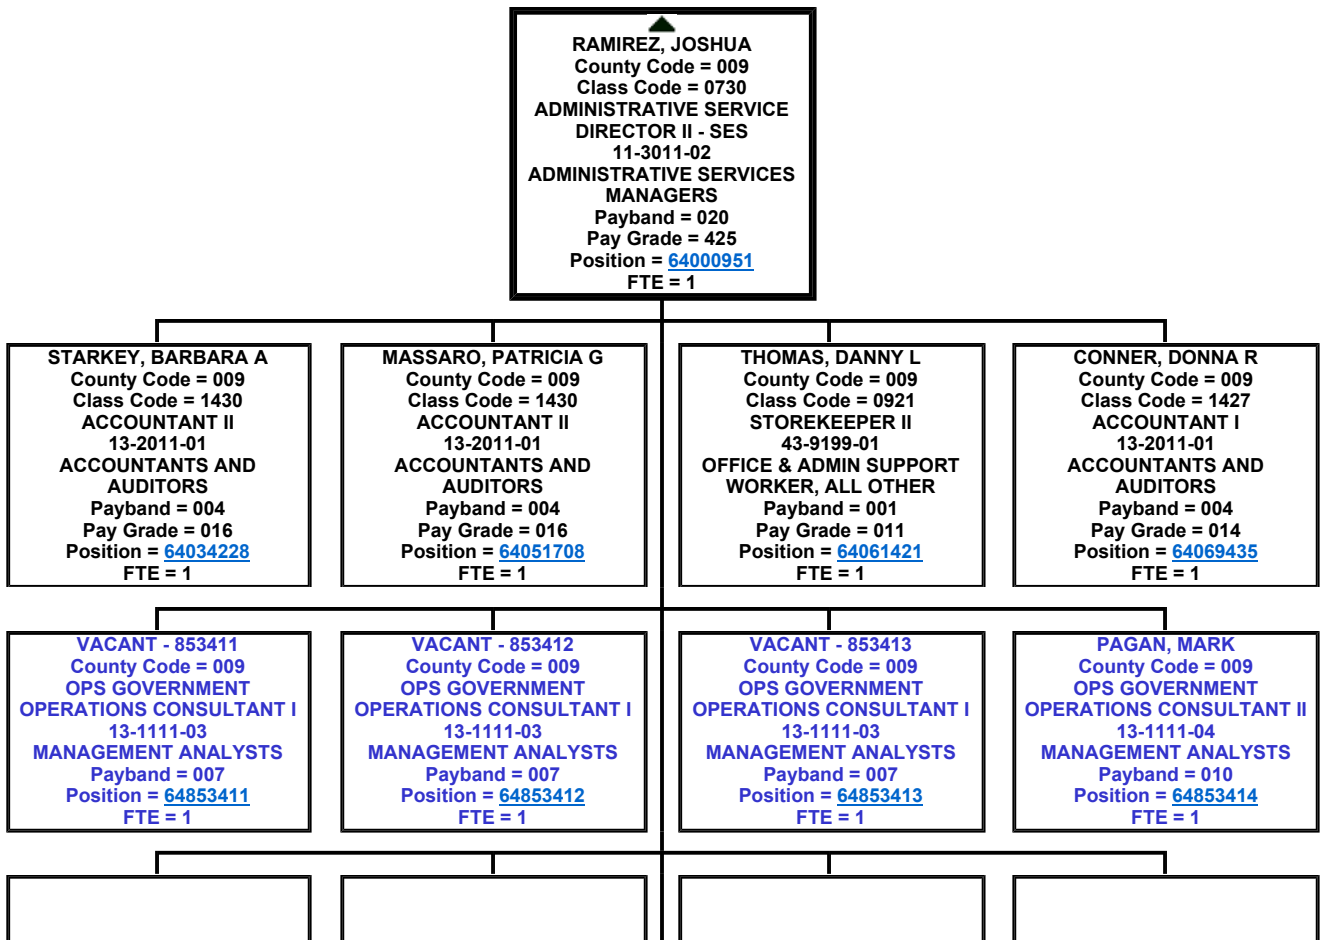 RAMIREZ, JOSHUA
County Code = 009
Class Code = 0730
ADMINISTRATIVE SERVICE
DIRECTOR II - SES
11-3011-02
ADMINISTRATIVE SERVICES
MANAGERS
Payband = 020
Pay Grade = 425
Position = 64000951
FTE = 1
STARKEY, BARBARA A
County Code = 009
Class Code = 1430
ACCOUNTANT II
13-2011-01
ACCOUNTANTS AND
AUDITORS
Payband = 004
Pay Grade = 016
Position = 64034228
FTE = 1
MASSARO, PATRICIA G
County Code = 009
Class Code = 1430
ACCOUNTANT II
13-2011-01
ACCOUNTANTS AND
AUDITORS
Payband = 004
Pay Grade = 016
Position = 64051708
FTE = 1
THOMAS, DANNY L
County Code = 009
Class Code = 0921
STOREKEEPER II
43-9199-01
OFFICE & ADMIN SUPPORT
WORKER, ALL OTHER
Payband = 001
Pay Grade = 011
Position = 64061421
FTE = 1
CONNER, DONNA R
County Code = 009
Class Code = 1427
ACCOUNTANT I
13-2011-01
ACCOUNTANTS AND
AUDITORS
Payband = 004
Pay Grade = 014
Position = 64069435
FTE = 1
VACANT - 853411
County Code = 009
OPS GOVERNMENT
OPERATIONS CONSULTANT I
13-1111-03
MANAGEMENT ANALYSTS
Payband = 007
Position = 64853411
FTE = 1
VACANT - 853412
County Code = 009
OPS GOVERNMENT
OPERATIONS CONSULTANT I
13-1111-03
MANAGEMENT ANALYSTS
Payband = 007
Position = 64853412
FTE = 1
VACANT - 853413
County Code = 009
OPS GOVERNMENT
OPERATIONS CONSULTANT I
13-1111-03
MANAGEMENT ANALYSTS
Payband = 007
Position = 64853413
FTE = 1
PAGAN, MARK
County Code = 009
OPS GOVERNMENT
OPERATIONS CONSULTANT II
13-1111-04
MANAGEMENT ANALYSTS
Payband = 010
Position = 64853414
FTE = 1